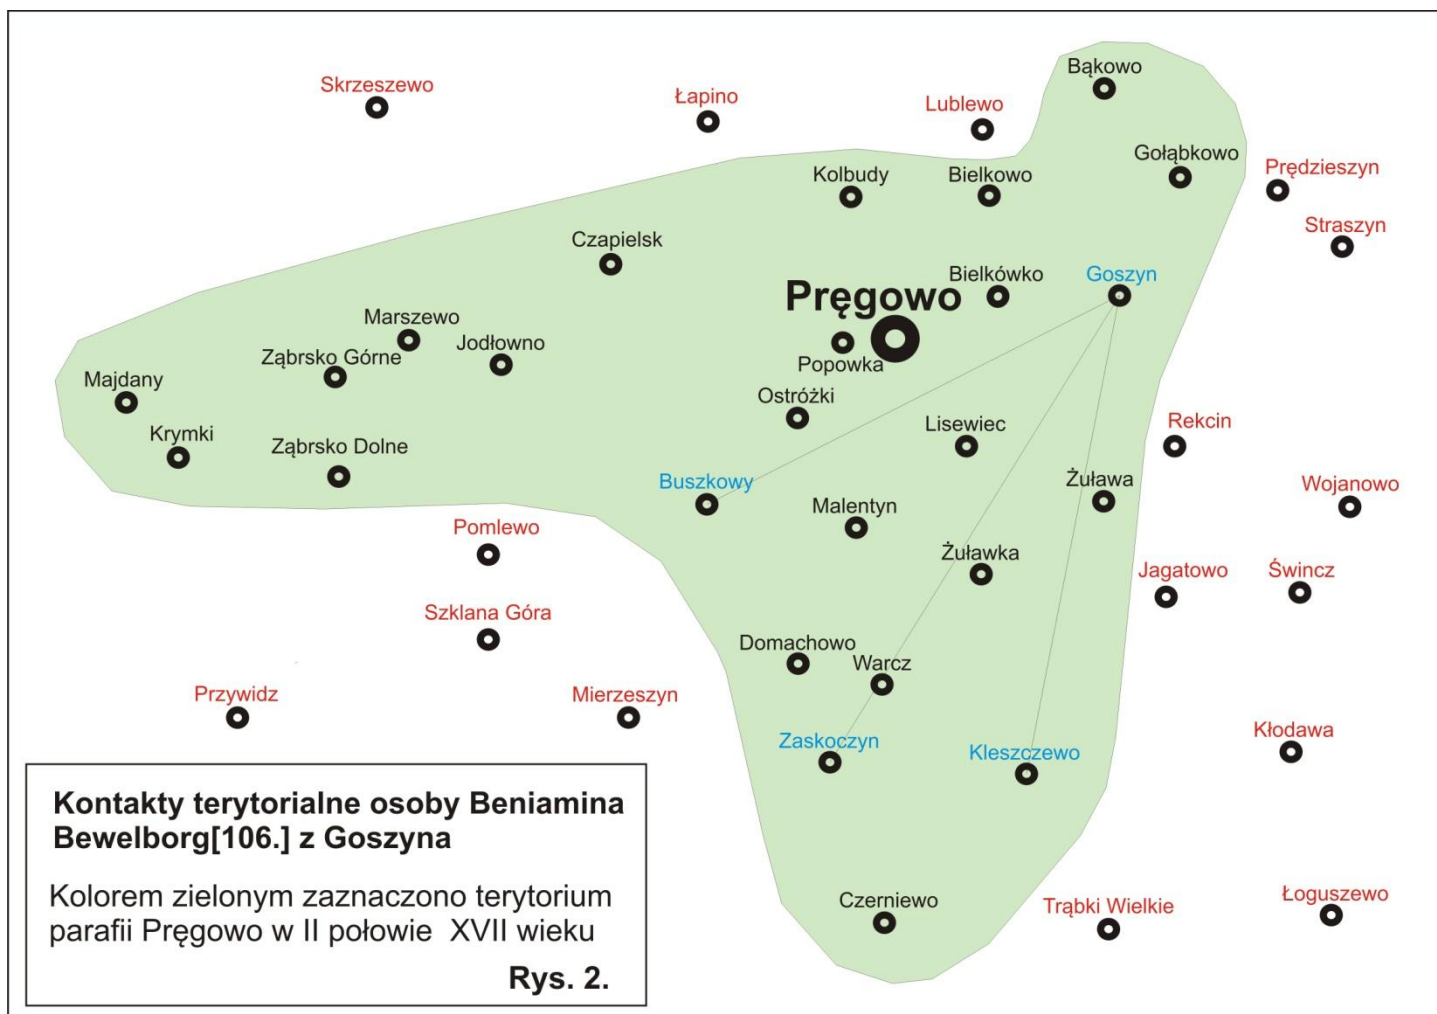 Bąkowo
Skrzeszewo
Łapino
Lublewo
Gołąbkowo
Prędzieszyn
Kolbudy
Bielkowo
Straszyn
Czapielsk
Bielkówko
Goszyn
Pręgowo
Marszewo
Jodłowno
Ząbrsko Górne
Popowka
Majdany
Ostróżki
Krymki
Ząbrsko Dolne
Lisewiec
Rekcin
Buszkowy
Żuława
Wojanowo
Malentyn
Pomlewo
Żuławka
Jagatowo
Świncz
Szklana Góra
Domachowo
Warcz
Przywidz
Mierzeszyn
Zaskoczyn
Kleszczewo
Kłodawa
Czerniewo
Trąbki Wielkie
Łoguszewo
Kontakty terytorialne osoby Beniamina
Bewelborg[106.] z Goszyna
Kolorem zielonym zaznaczono terytorium
parafii Pręgowo w II połowie XVII wieku
Rys. 2.